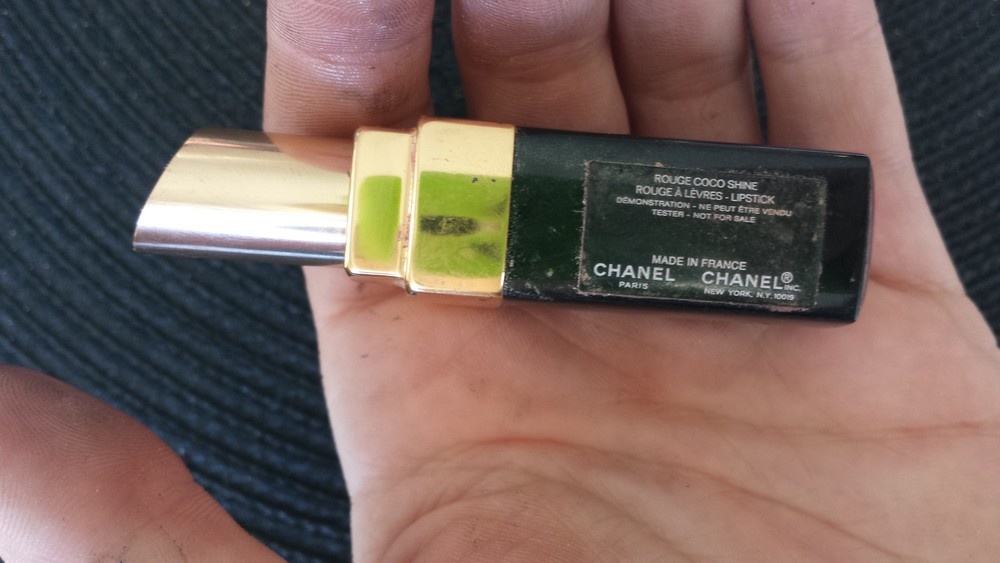 ROUGE COCO SHINE
ROUGE À LÈVRES - LIPSTICK
DÉMONSTRATION - NE PEUT ÊTRE VENDU
TESTER - NOT FOR SALE
MADE IN FRANCE
CHANEL CHANEL® INC.
PARIS NEW YORK, N.Y. 10019